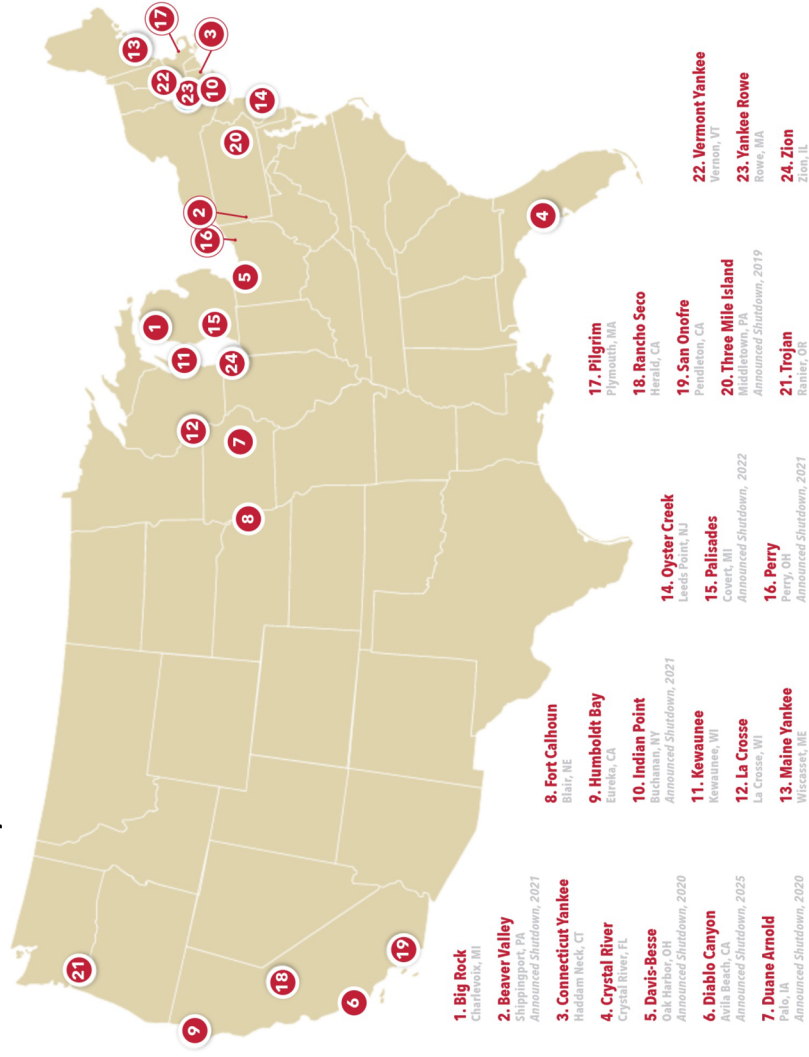 1
2
3
4
5
6
7
8
9
10
11
12
13
14
15
16
17
18
19
20
21
22
23
24
1. Big Rock
Charlevoix, MI
2. Beaver Valley
Shippingport, PA
Announced Shutdown, 2021
3. Connecticut Yankee
Haddam Neck, CT
4. Crystal River
Crystal River, FL
5. Davis-Besse
Oak Harbor, OH
Announced Shutdown, 2020
6. Diablo Canyon
Avila Beach, CA
Announced Shutdown, 2025
7. Duane Arnold
Palo, IA
Announced Shutdown, 2020
8. Fort Calhoun
Blair, NE
9. Humboldt Bay
Eureka, CA
10. Indian Point
Buchanan, NY
Announced Shutdown, 2021
11. Kewaunee
Kewaunee, WI
12. La Crosse
La Crosse, WI
13. Maine Yankee
Wiscasset, ME
14. Oyster Creek
Leeds Point, NJ
15. Palisades
Covert, MI
Announced Shutdown, 2022
16. Perry
Perry, OH
Announced Shutdown, 2021
17. Pilgrim
Plymouth, MA
18. Rancho Seco
Herald, CA
19. San Onofre
Pendleton, CA
20. Three Mile Island
Middletown, PA
Announced Shutdown, 2019
21. Trojan
Ranier, OR
22. Vermont Yankee
Vernon, VT
23. Yankee Rowe
Rowe, MA
24. Zion
Zion, IL